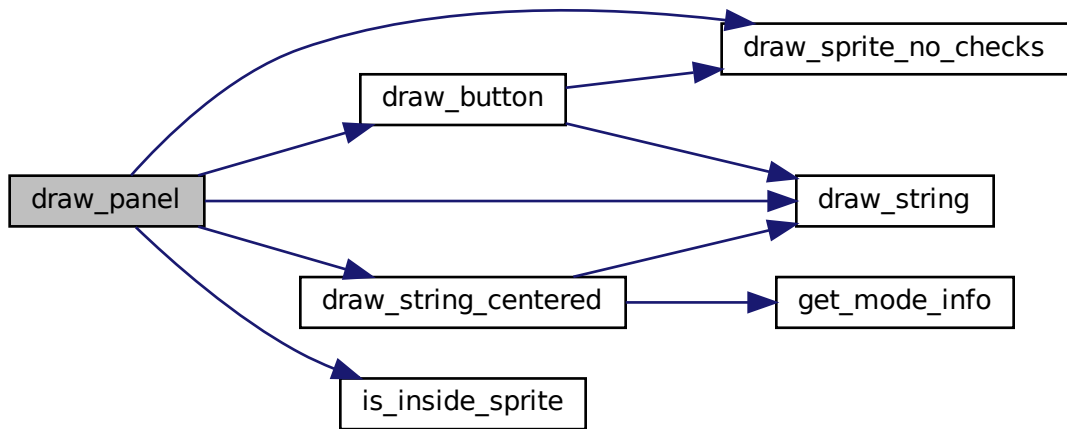 draw_sprite_no_checks
draw_button
draw_panel
draw_string
draw_string_centered
get_mode_info
is_inside_sprite